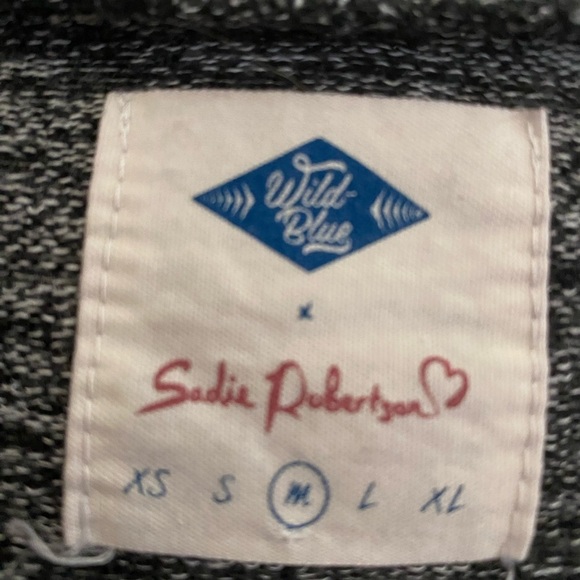 Wild-
Blue
x
Sadie Robertson
XS S M L XL